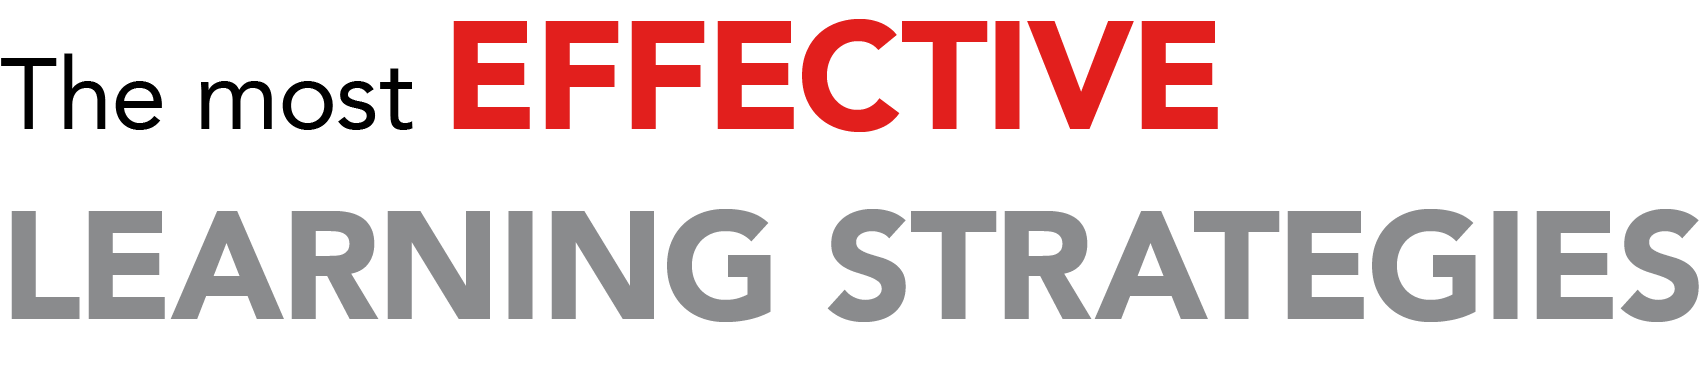 The most EFFECTIVE
LEARNING STRATEGIES